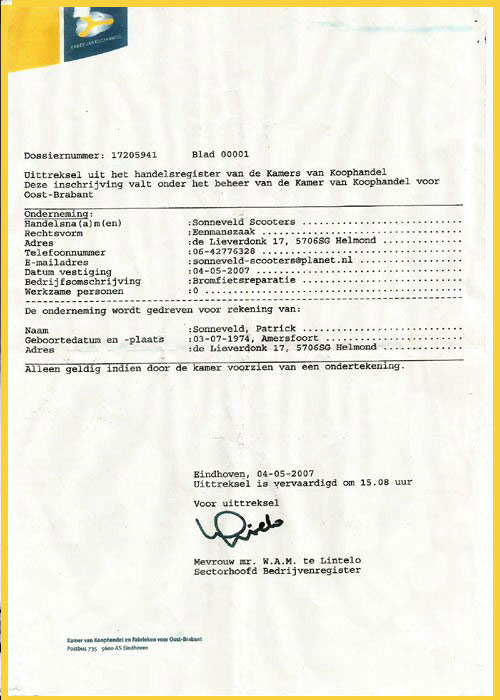 KAMER VAN KOOPHANDEL
Dossiernummer: 17205941 Blad 00001
Uittreksel uit het handelsregister van de Kamers van Koophandel
Deze inschrijving valt onder het beheer van de Kamer van Koophandel voor
Oost-Brabant
Onderneming:
Handelsna(a)m(en) :Sonneveld Scooters ............................
Rechtsvorm :Eenmanszaak ...................................
Adres :de Lieverdonk 17, 5706SG Helmond ..............
Telefoonnummer :06-42776328 ...................................
E-mailadres :sonneveld-scooters@planet.nl ..................
Datum vestiging :04-05-2007 ....................................
Bedrijfsomschrijving :Bromfietsreparatie ............................
Werkzame personen :0 .............................................
De onderneming wordt gedreven voor rekening van:
Naam :Sonneveld, Patrick ............................
Geboortedatum en -plaats :03-07-1974, Amersfoort ........................
Adres :de Lieverdonk 17, 5706SG Helmond ..............
Alleen geldig indien door de kamer voorzien van een ondertekening.
Eindhoven, 04-05-2007
Uittreksel is vervaardigd om 15.08 uur
Voor uittreksel
Mevrouw mr. W.A.M. te Lintelo
Sectorhoofd Bedrijvenregister
Kamer van Koophandel en Fabrieken voor Oost-Brabant
Postbus 735 5600 AS Eindhoven